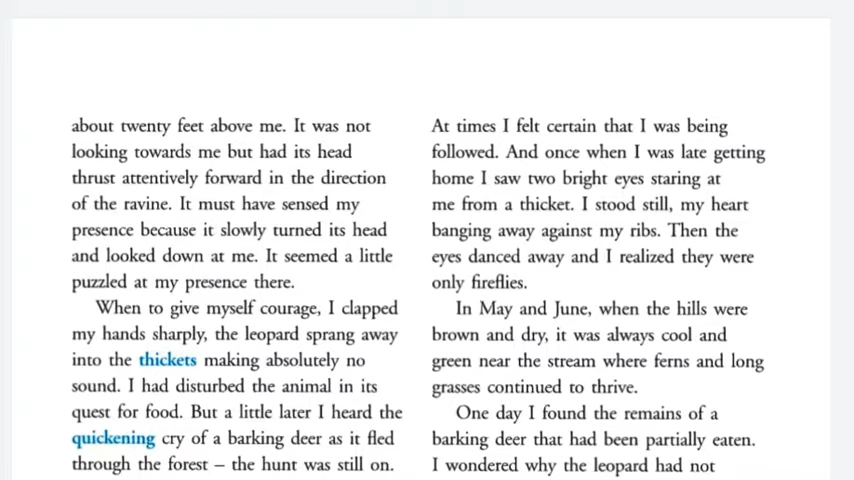 about twenty feet above me. It was not
looking towards me but had its head
thrust attentively forward in the direction
of the ravine. It must have sensed my
presence because it slowly turned its head
and looked down at me. It seemed a little
puzzled at my presence there.
When to give myself courage, I clapped
my hands sharply, the leopard sprang away
into the thickets making absolutely no
sound. I had disturbed the animal in its
quest for food. But a little later I heard the
quickening cry of a barking deer as it fled
through the forest – the hunt was still on.
At times I felt certain that I was being
followed. And once when I was late getting
home I saw two bright eyes staring at
me from a thicket. I stood still, my heart
banging away against my ribs. Then the
eyes danced away and I realized they were
only fireflies.
In May and June, when the hills were
brown and dry, it was always cool and
green near the stream where ferns and long
grasses continued to thrive.
One day I found the remains of a
barking deer that had been partially eaten.
I wondered why the leopard had not